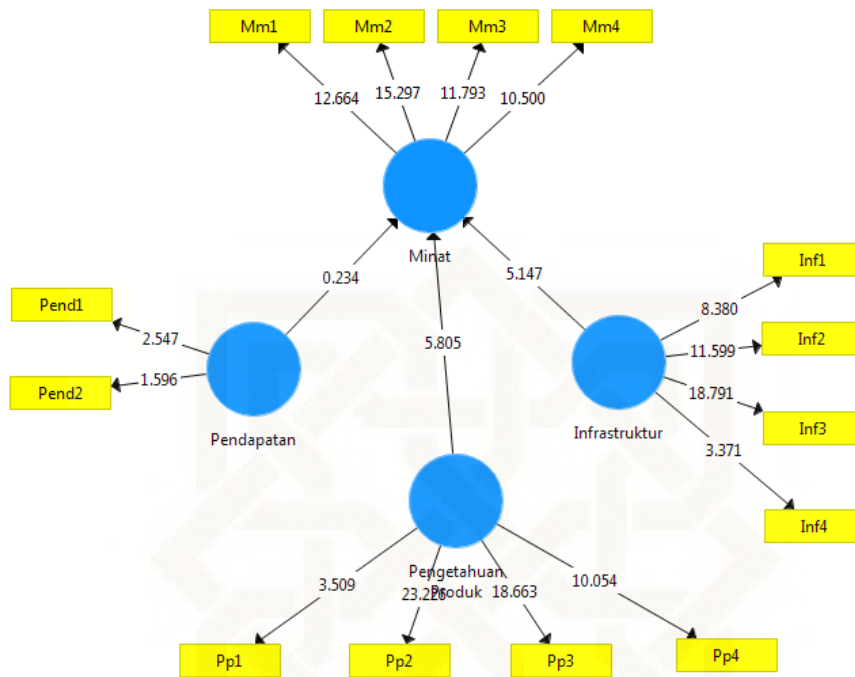 Mm1 Mm2 Mm3 Mm4
12.664 15.297 11.793 10.500
Minat
0.234 5.147
5.805
Pend1
Pend2
2.547
1.596
Pendapatan
Inf1
Inf2
Inf3
Inf4
8.380
11.599
18.791
3.371
Infrastruktur
Pengetahuan
Produk
3.509 23.226 18.663 10.054
Pp1 Pp2 Pp3 Pp4